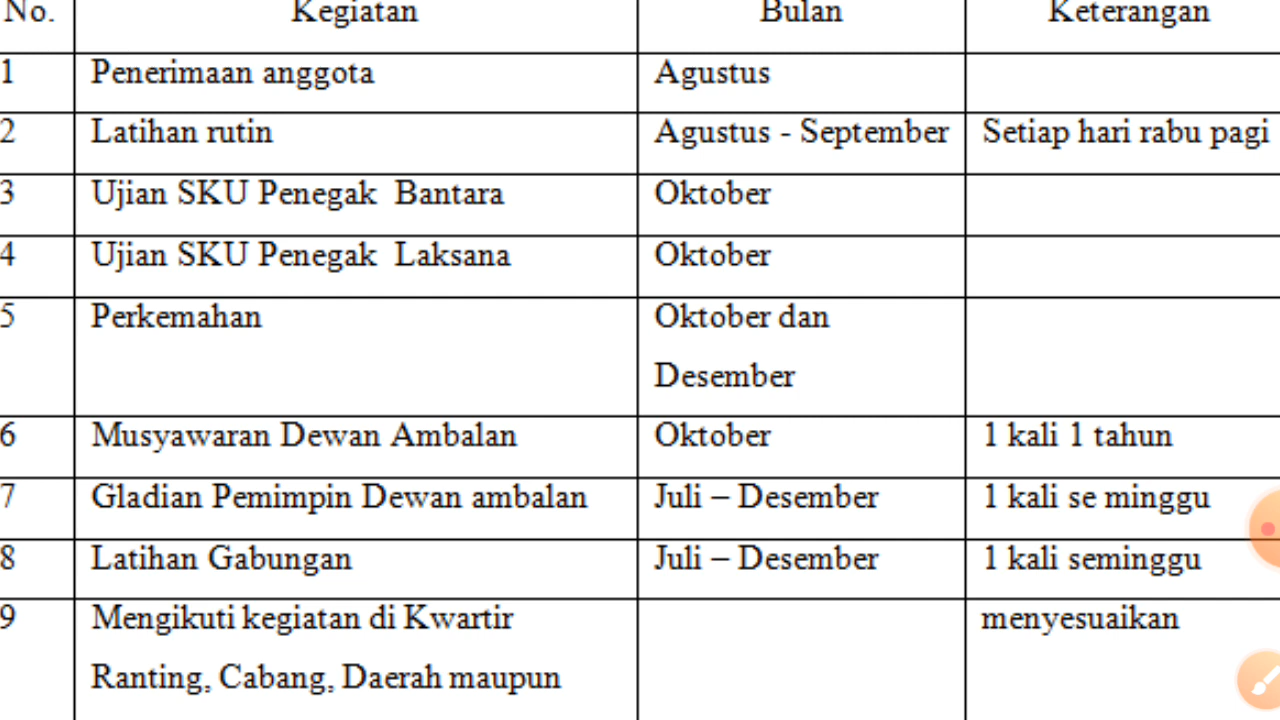 No. Kegiatan Bulan Keterangan
1 Penerimaan anggota Agustus
2 Latihan rutin Agustus - September Setiap hari rabu pagi
3 Ujian SKU Penegak Bantara Oktober
4 Ujian SKU Penegak Laksana Oktober
5 Perkemahan Oktober dan
Desember
6 Musyawaran Dewan Ambalan Oktober 1 kali 1 tahun
7 Gladian Pemimpin Dewan ambalan Juli – Desember 1 kali se minggu
8 Latihan Gabungan Juli – Desember 1 kali seminggu
9 Mengikuti kegiatan di Kwartir menyesuaikan
Ranting, Cabang, Daerah maupun